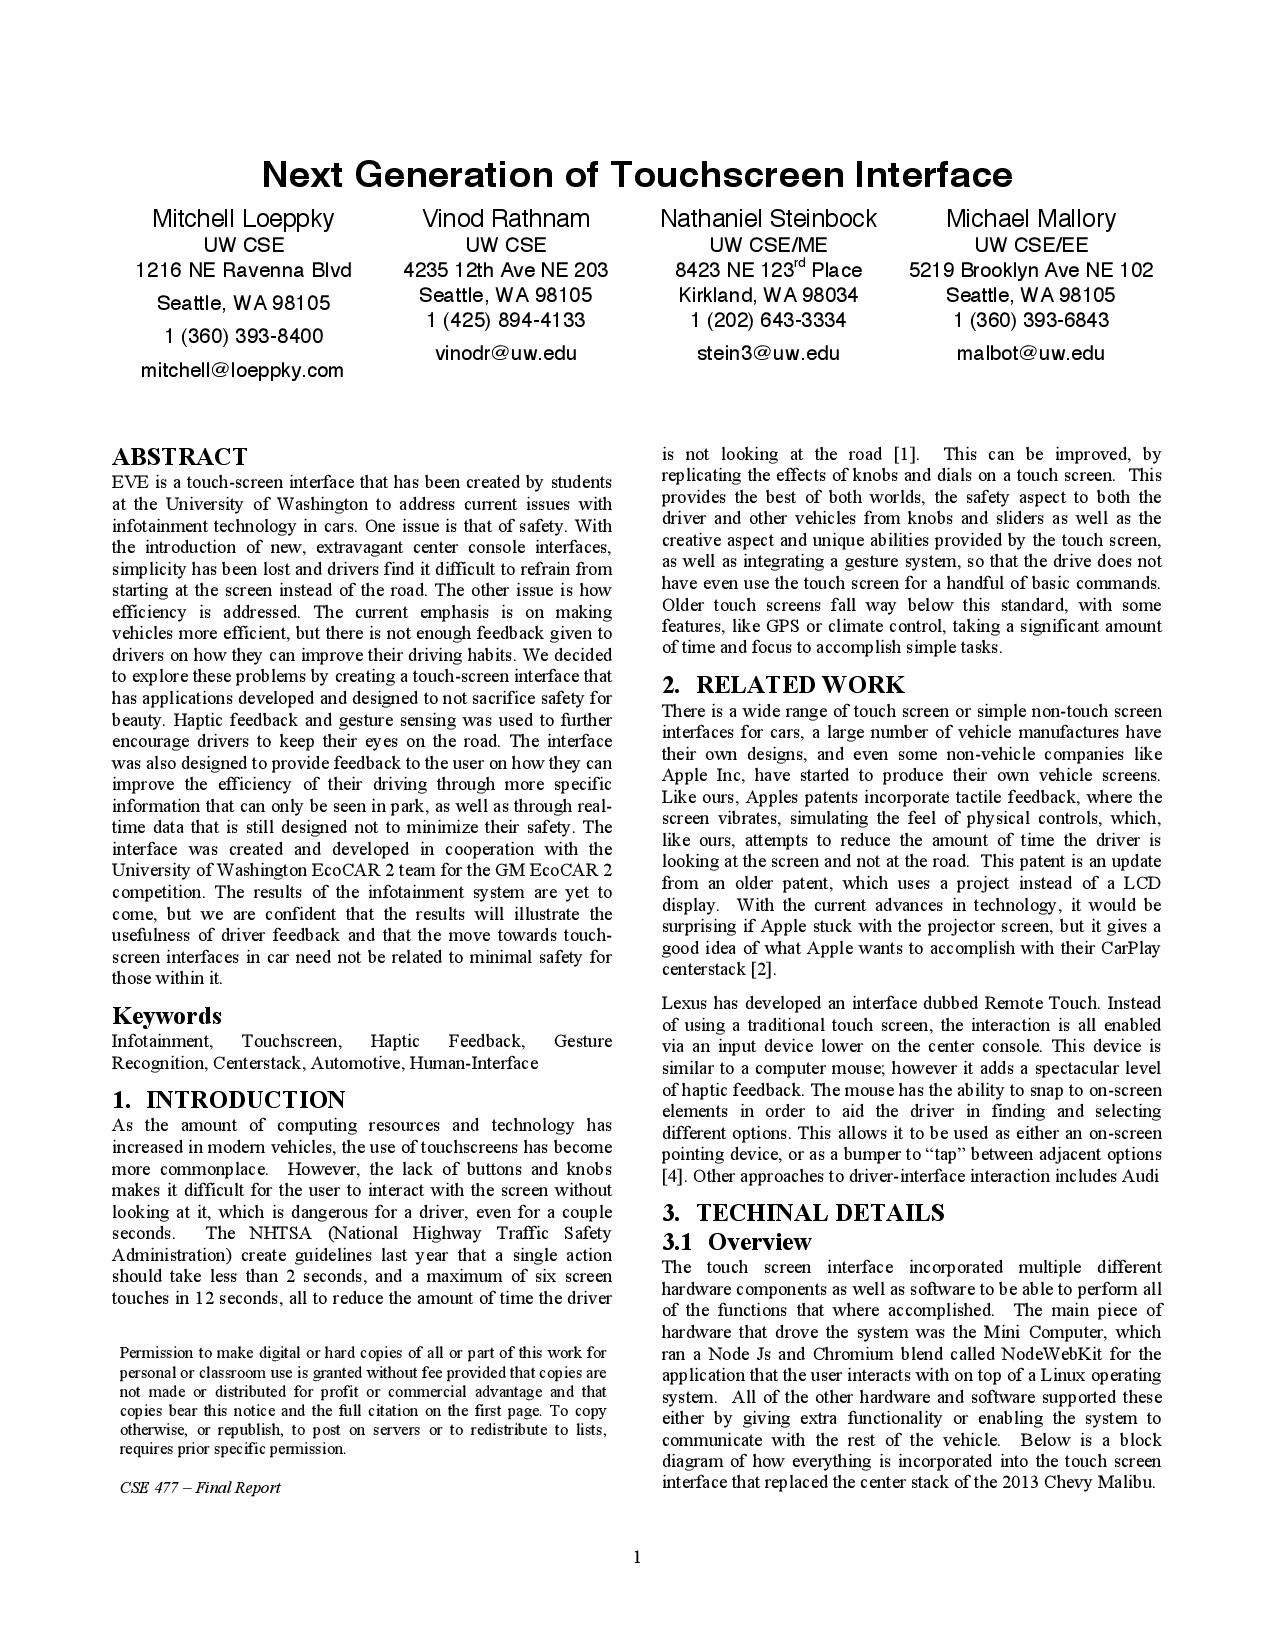 Next Generation of Touchscreen Interface
Mitchell Loeppky
UW CSE
1216 NE Ravenna Blvd
Seattle, WA 98105
1 (360) 393-8400
mitchell@loeppky.com
Vinod Rathnam
UW CSE
4235 12th Ave NE 203
Seattle, WA 98105
1 (425) 894-4133
vinodr@uw.edu
Nathaniel Steinbock
UW CSE/ME
8423 NE 123rd Place
Kirkland, WA 98034
1 (202) 643-3334
stein3@uw.edu
Michael Mallory
UW CSE/EE
5219 Brooklyn Ave NE 102
Seattle, WA 98105
1 (360) 393-6843
malbot@uw.edu
ABSTRACT
EVE is a touch-screen interface that has been created by students
at the University of Washington to address current issues with
infotainment technology in cars. One issue is that of safety. With
the introduction of new, extravagant center console interfaces,
simplicity has been lost and drivers find it difficult to refrain from
starting at the screen instead of the road. The other issue is how
efficiency is addressed. The current emphasis is on making
vehicles more efficient, but there is not enough feedback given to
drivers on how they can improve their driving habits. We decided
to explore these problems by creating a touch-screen interface that
has applications developed and designed to not sacrifice safety for
beauty. Haptic feedback and gesture sensing was used to further
encourage drivers to keep their eyes on the road. The interface
was also designed to provide feedback to the user on how they can
improve the efficiency of their driving through more specific
information that can only be seen in park, as well as through real-
time data that is still designed not to minimize their safety. The
interface was created and developed in cooperation with the
University of Washington EcoCAR 2 team for the GM EcoCAR 2
competition. The results of the infotainment system are yet to
come, but we are confident that the results will illustrate the
usefulness of driver feedback and that the move towards touch-
screen interfaces in car need not be related to minimal safety for
those within it.
Keywords
Infotainment, Touchscreen, Haptic Feedback, Gesture
Recognition, Centerstack, Automotive, Human-Interface
1. INTRODUCTION
As the amount of computing resources and technology has
increased in modern vehicles, the use of touchscreens has become
more commonplace. However, the lack of buttons and knobs
makes it difficult for the user to interact with the screen without
looking at it, which is dangerous for a driver, even for a couple
seconds. The NHTSA (National Highway Traffic Safety
Administration) create guidelines last year that a single action
should take less than 2 seconds, and a maximum of six screen
touches in 12 seconds, all to reduce the amount of time the driver
Permission to make digital or hard copies of all or part of this work for
personal or classroom use is granted without fee provided that copies are
not made or distributed for profit or commercial advantage and that
copies bear this notice and the full citation on the first page. To copy
otherwise, or republish, to post on servers or to redistribute to lists,
requires prior specific permission.
CSE 477 – Final Report
is not looking at the road [1]. This can be improved, by
replicating the effects of knobs and dials on a touch screen. This
provides the best of both worlds, the safety aspect to both the
driver and other vehicles from knobs and sliders as well as the
creative aspect and unique abilities provided by the touch screen,
as well as integrating a gesture system, so that the drive does not
have even use the touch screen for a handful of basic commands.
Older touch screens fall way below this standard, with some
features, like GPS or climate control, taking a significant amount
of time and focus to accomplish simple tasks.
2. RELATED WORK
There is a wide range of touch screen or simple non-touch screen
interfaces for cars, a large number of vehicle manufactures have
their own designs, and even some non-vehicle companies like
Apple Inc, have started to produce their own vehicle screens.
Like ours, Apples patents incorporate tactile feedback, where the
screen vibrates, simulating the feel of physical controls, which,
like ours, attempts to reduce the amount of time the driver is
looking at the screen and not at the road. This patent is an update
from an older patent, which uses a project instead of a LCD
display. With the current advances in technology, it would be
surprising if Apple stuck with the projector screen, but it gives a
good idea of what Apple wants to accomplish with their CarPlay
centerstack [2].
Lexus has developed an interface dubbed Remote Touch. Instead
of using a traditional touch screen, the interaction is all enabled
via an input device lower on the center console. This device is
similar to a computer mouse; however it adds a spectacular level
of haptic feedback. The mouse has the ability to snap to on-screen
elements in order to aid the driver in finding and selecting
different options. This allows it to be used as either an on-screen
pointing device, or as a bumper to “tap” between adjacent options
[4]. Other approaches to driver-interface interaction includes Audi
3. TECHINAL DETAILS
3.1 Overview
The touch screen interface incorporated multiple different
hardware components as well as software to be able to perform all
of the functions that where accomplished. The main piece of
hardware that drove the system was the Mini Computer, which
ran a Node Js and Chromium blend called NodeWebKit for the
application that the user interacts with on top of a Linux operating
system. All of the other hardware and software supported these
either by giving extra functionality or enabling the system to
communicate with the rest of the vehicle. Below is a block
diagram of how everything is incorporated into the touch screen
interface that replaced the center stack of the 2013 Chevy Malibu.
1